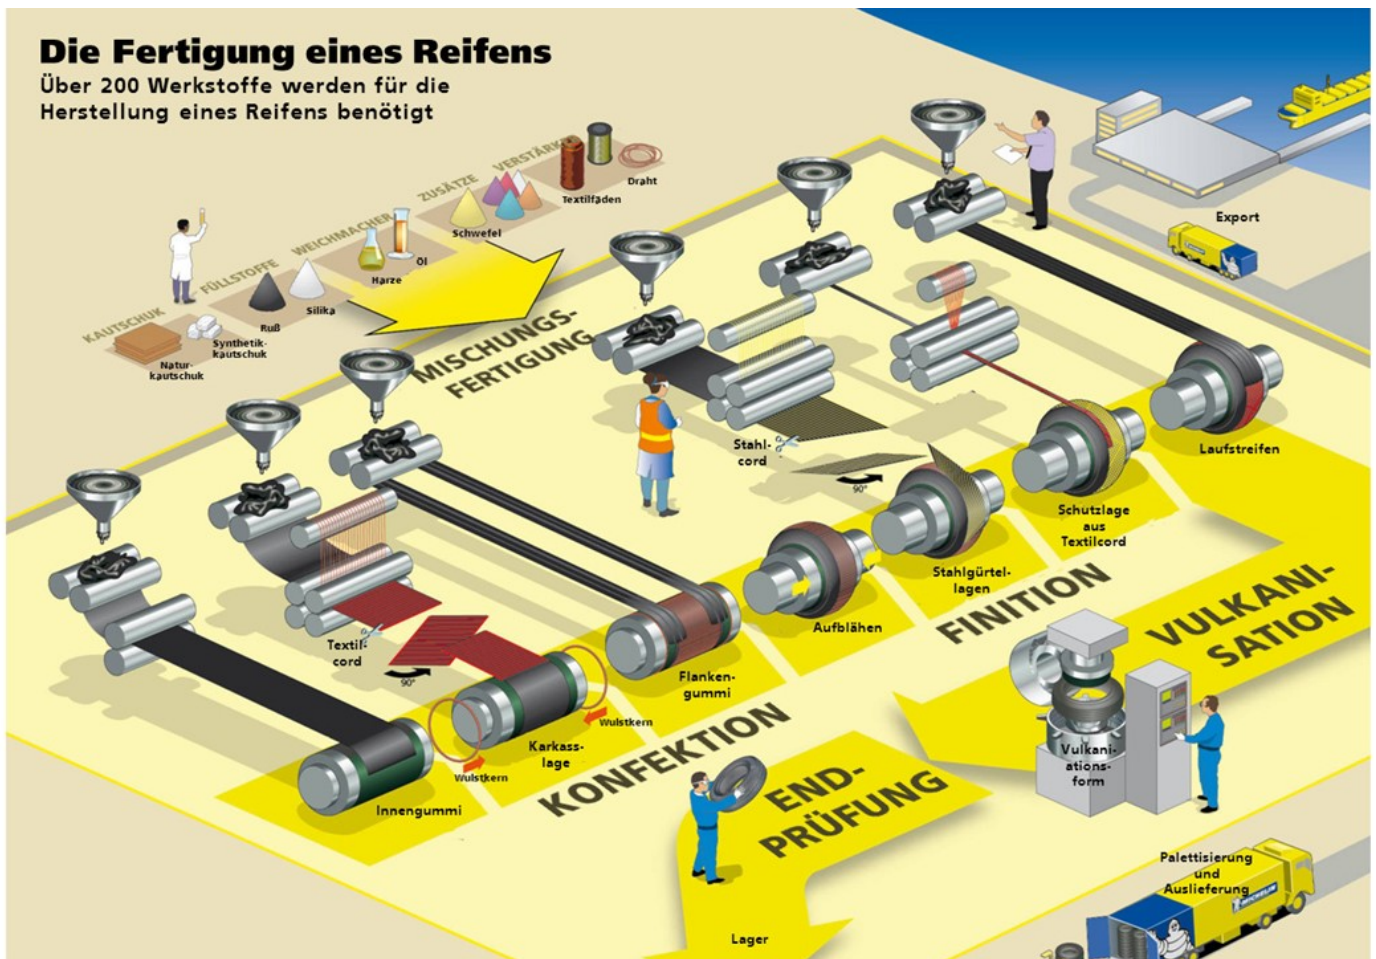 Die Fertigung eines Reifens
Über 200 Werkstoffe werden für die
Herstellung eines Reifens benötigt
KAUTSCHUK
Natur-
kautschuk
Synthetik-
kautschuk
FÜLLSTOFFE
Ruß
Silika
WEICHMACHER
Harze
Öl
ZUSÄTZE
Schwefel
VERSTÄRK
Textilfäden
Draht
MISCHUNGS-
FERTIGUNG
Export
Stahl-
cord
90°
Laufstreifen
Schutzlage
aus
Textilcord
Stahlgürtel-
lagen
Aufblähen
Flanken-
gummi
Textil-
cord
90°
Wulstkern
Wulstkern
Karkass-
lage
Innengummi
KONFEKTION
FINITION
VULKANI-
SATION
Vulkani-
ationsform
END-
PRÜFUNG
Lager
Palettisierung
und
Auslieferung
MICHELIN